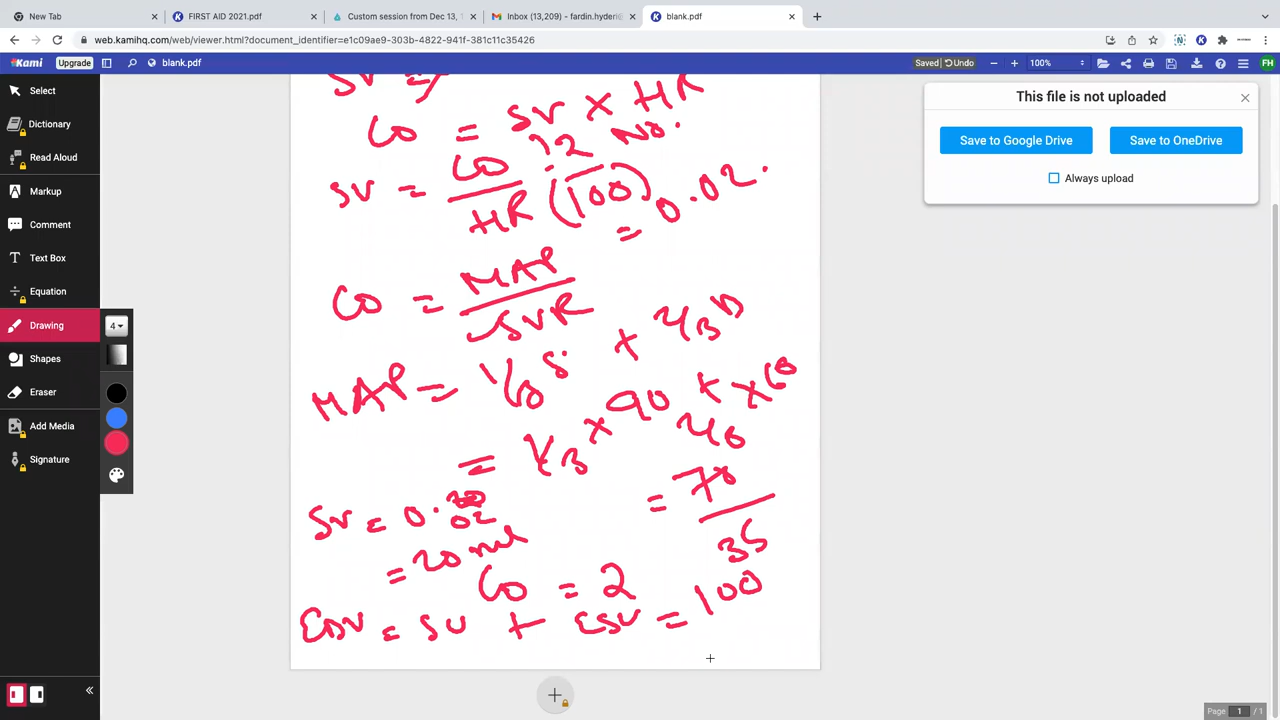 New Tab
FIRST AID 2021.pdf
Custom session from Dec 13,
Inbox (13,209) - fardin.hyderi@
blank.pdf
web.kamihq.com/web/viewer.html?document_identifier=e1c09ae9-303b-4822-941f-381c11c35426
Kami
Upgrade
blank.pdf
Saved
Undo
100%
FH
Select
Dictionary
Read Aloud
Markup
Comment
Text Box
Equation
Drawing
Shapes
Eraser
Add Media
Signature
4
This file is not uploaded
Save to Google Drive
Save to OneDrive
Always upload
SV =
CO = SV x HR
SV = CO
HR (100)
= 0.02.
CO = MAP
SVR
MAP = 1/3 S + 2/3 D
= 1/3 x 90 + 2/3 x 60
= 70
35
SV = 0.02
= 20 ml
CO = 2
EDV = SV + ESV = 100
Page: 1 / 1